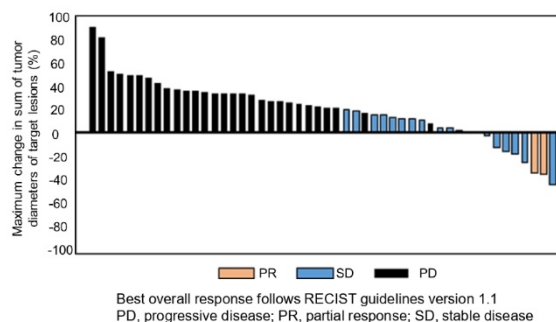 Maximum change in sum of tumor
diameters of target lesions (%)
100
80
60
40
20
0
-20
-40
-60
-80
-100
PR
SD
PD
Best overall response follows RECIST guidelines version 1.1
PD, progressive disease; PR, partial response; SD, stable disease